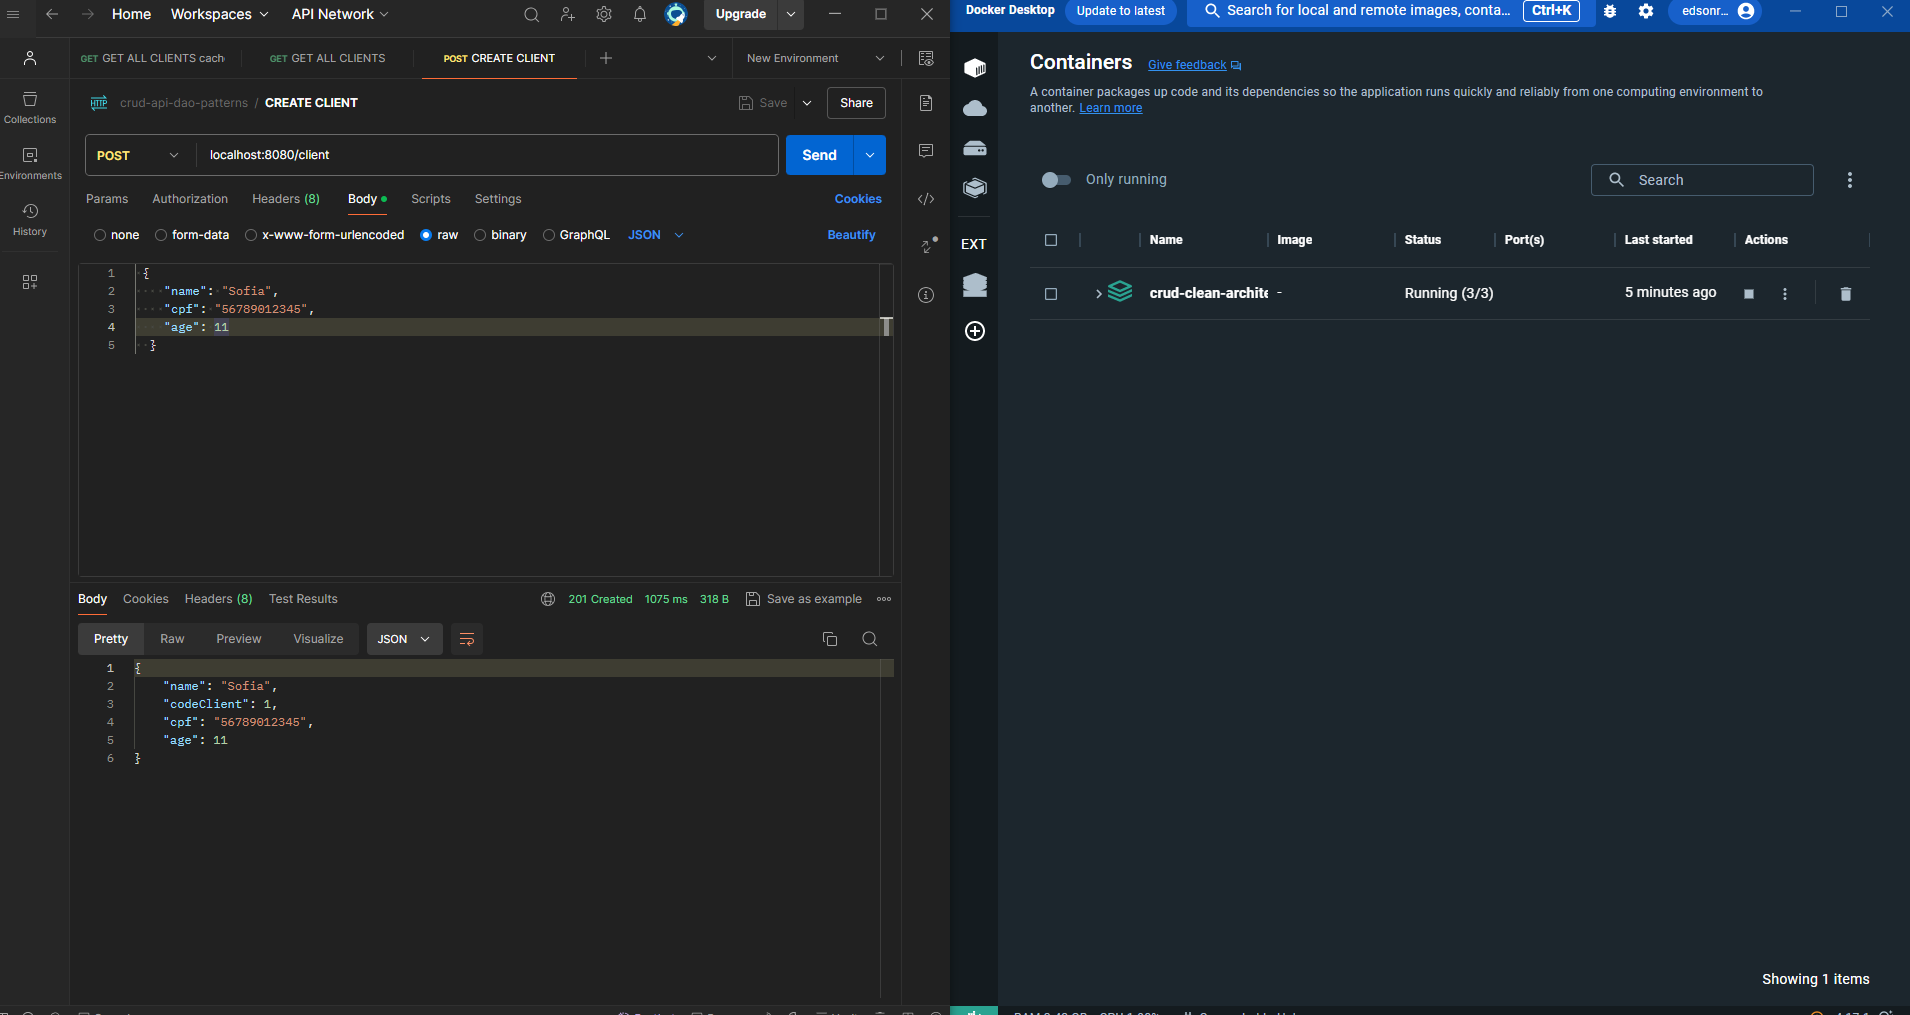 Home Workspaces API Network Upgrade
GET GET ALL CLIENTS cach GET GET ALL CLIENTS POST CREATE CLIENT New Environment
HTTP crud-api-dao-patterns / CREATE CLIENT Save Share
Collections
POST localhost:8080/client Send
Environments
Params Authorization Headers (8) Body Scripts Settings Cookies
History
none form-data x-www-form-urlencoded raw binary GraphQL JSON Beautify
1 {
2 "name": "Sofia",
3 "cpf": "56789012345",
4 "age": 11
5 }
Body Cookies Headers (8) Test Results 201 Created 1075 ms 318 B Save as example
Pretty Raw Preview Visualize JSON
1 {
2 "name": "Sofia",
3 "codeClient": 1,
4 "cpf": "56789012345",
5 "age": 11
6 }
Docker Desktop Update to latest Search for local and remote images, conta... Ctrl+K edsonr...
Containers Give feedback
A container packages up code and its dependencies so the application runs quickly and reliably from one computing environment to
another. Learn more
Only running Search
EXT
Name Image Status Port(s) Last started Actions
crud-clean-archite - Running (3/3) 5 minutes ago
Showing 1 items